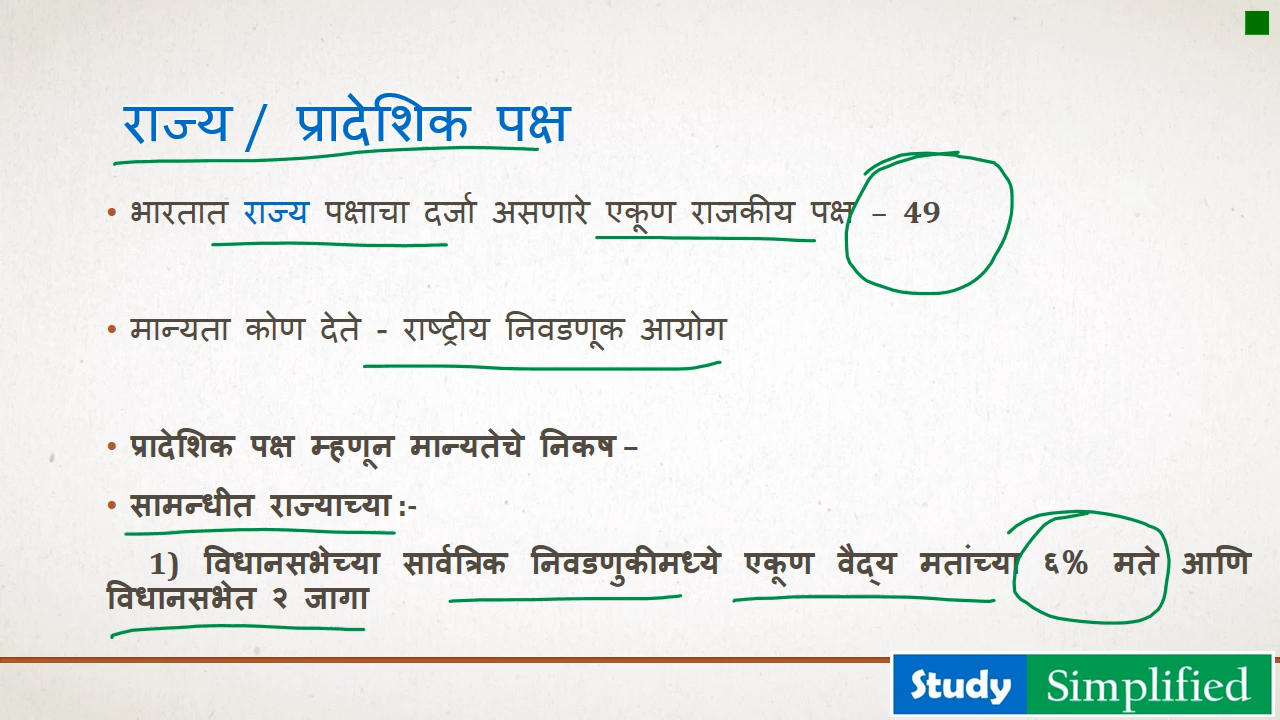 राज्य / प्रादेशिक पक्ष
• भारतात राज्य पक्षाचा दर्जा असणारे एकूण राजकीय पक्ष – 49
• मान्यता कोण देते - राष्ट्रीय निवडणूक आयोग
• प्रादेशिक पक्ष म्हणून मान्यतेचे निकष –
• सामन्धीत राज्याच्या :-
1) विधानसभेच्या सार्वत्रिक निवडणुकीमध्ये एकूण वैद्य मतांच्या ६% मते आणि
विधानसभेत २ जागा
Study Simplified